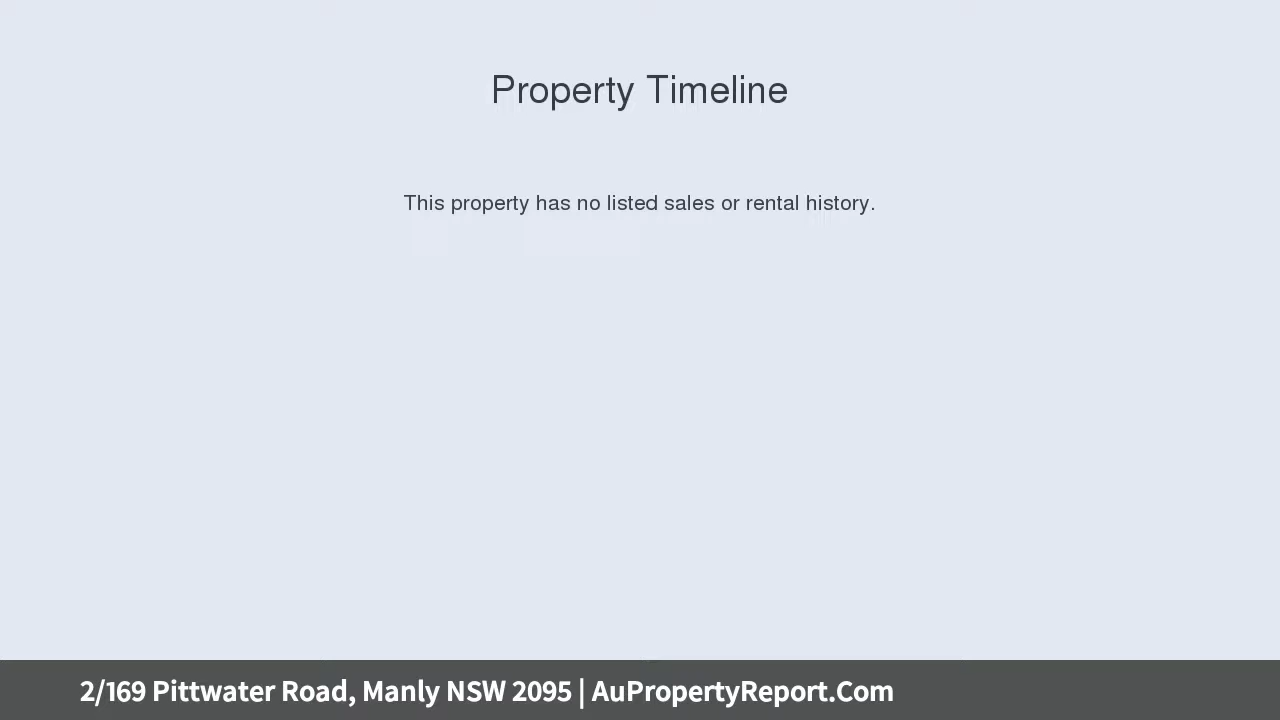 Property Timeline
This property has no listed sales or rental history.
2/169 Pittwater Road, Manly NSW 2095 | AuPropertyReport.Com